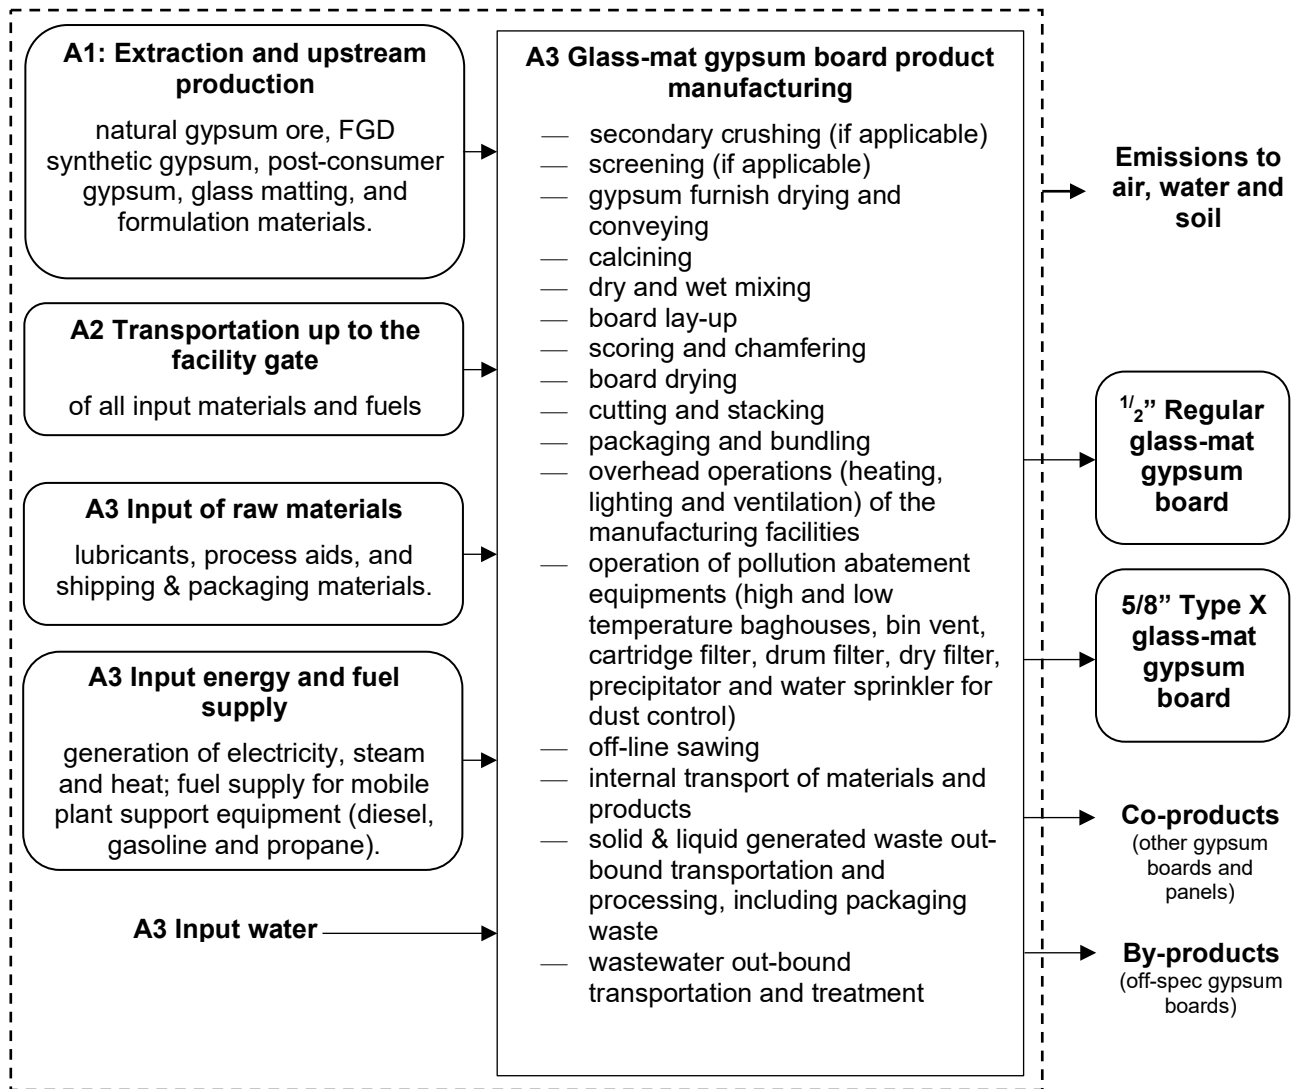 A1: Extraction and upstream
production
natural gypsum ore, FGD
synthetic gypsum, post-consumer
gypsum, glass matting, and
formulation materials.
A2 Transportation up to the
facility gate
of all input materials and fuels
A3 Input of raw materials
lubricants, process aids, and
shipping & packaging materials.
A3 Input energy and fuel
supply
generation of electricity, steam
and heat; fuel supply for mobile
plant support equipment (diesel,
gasoline and propane).
A3 Input water
A3 Glass-mat gypsum board product
manufacturing
— secondary crushing (if applicable)
— screening (if applicable)
— gypsum furnish drying and
conveying
— calcining
— dry and wet mixing
— board lay-up
— scoring and chamfering
— board drying
— cutting and stacking
— packaging and bundling
— overhead operations (heating,
lighting and ventilation) of the
manufacturing facilities
— operation of pollution abatement
equipments (high and low
temperature baghouses, bin vent,
cartridge filter, drum filter, dry filter,
precipitator and water sprinkler for
dust control)
— off-line sawing
— internal transport of materials and
products
— solid & liquid generated waste out-
bound transportation and
processing, including packaging
waste
— wastewater out-bound
transportation and treatment
Emissions to
air, water and
soil
1/2” Regular
glass-mat
gypsum
board
5/8” Type X
glass-mat
gypsum
board
Co-products
(other gypsum
boards and
panels)
By-products
(off-spec gypsum
boards)